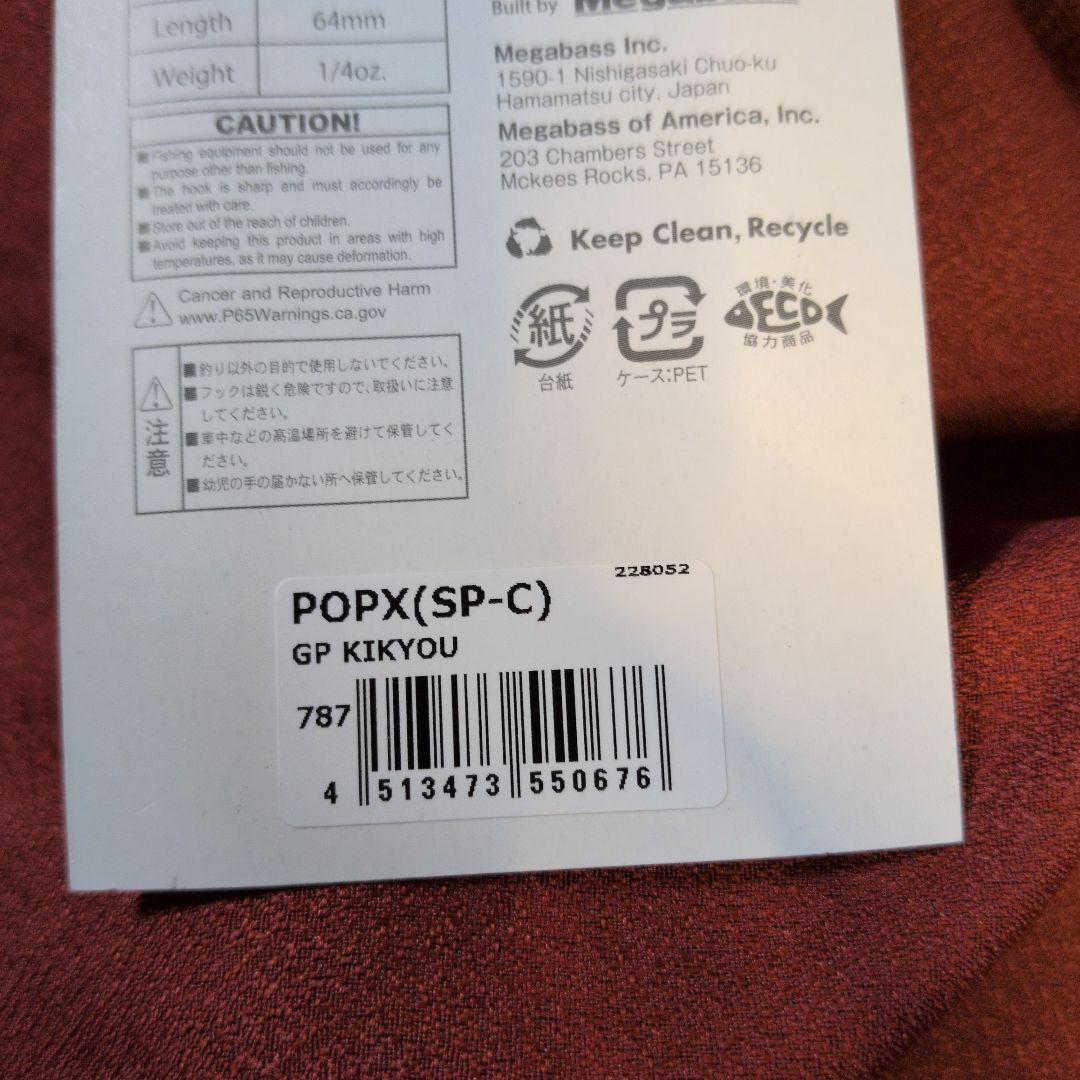 Length 64mm
Weight 1/4oz.
CAUTION!
■ Fishing equipment should not be used for any
purpose other than fishing.
■ The hook is sharp and must accordingly be
treated with care.
■ Store out of the reach of children.
■ Avoid keeping this product in areas with high
temperatures, as it may cause deformation.
Cancer and Reproductive Harm
www.P65Warnings.ca.gov
注意
■釣り以外の目的で使用しないでください。
■フックは鋭く危険ですので、取扱いに注意
してください。
■車中などの高温場所を避けて保管してく
ださい。
■幼児の手の届かない所へ保管してください。
Built by Megabass
Megabass Inc.
1590-1 Nishigasaki Chuo-ku
Hamamatsu city, Japan
Megabass of America, Inc.
203 Chambers Street
Mckees Rocks, PA 15136
Keep Clean, Recycle
紙
台紙
プラ
ケース:PET
環境・美化
ECO
協力商品
228052
POPX(SP-C)
GP KIKYOU
787
4 513473 550676